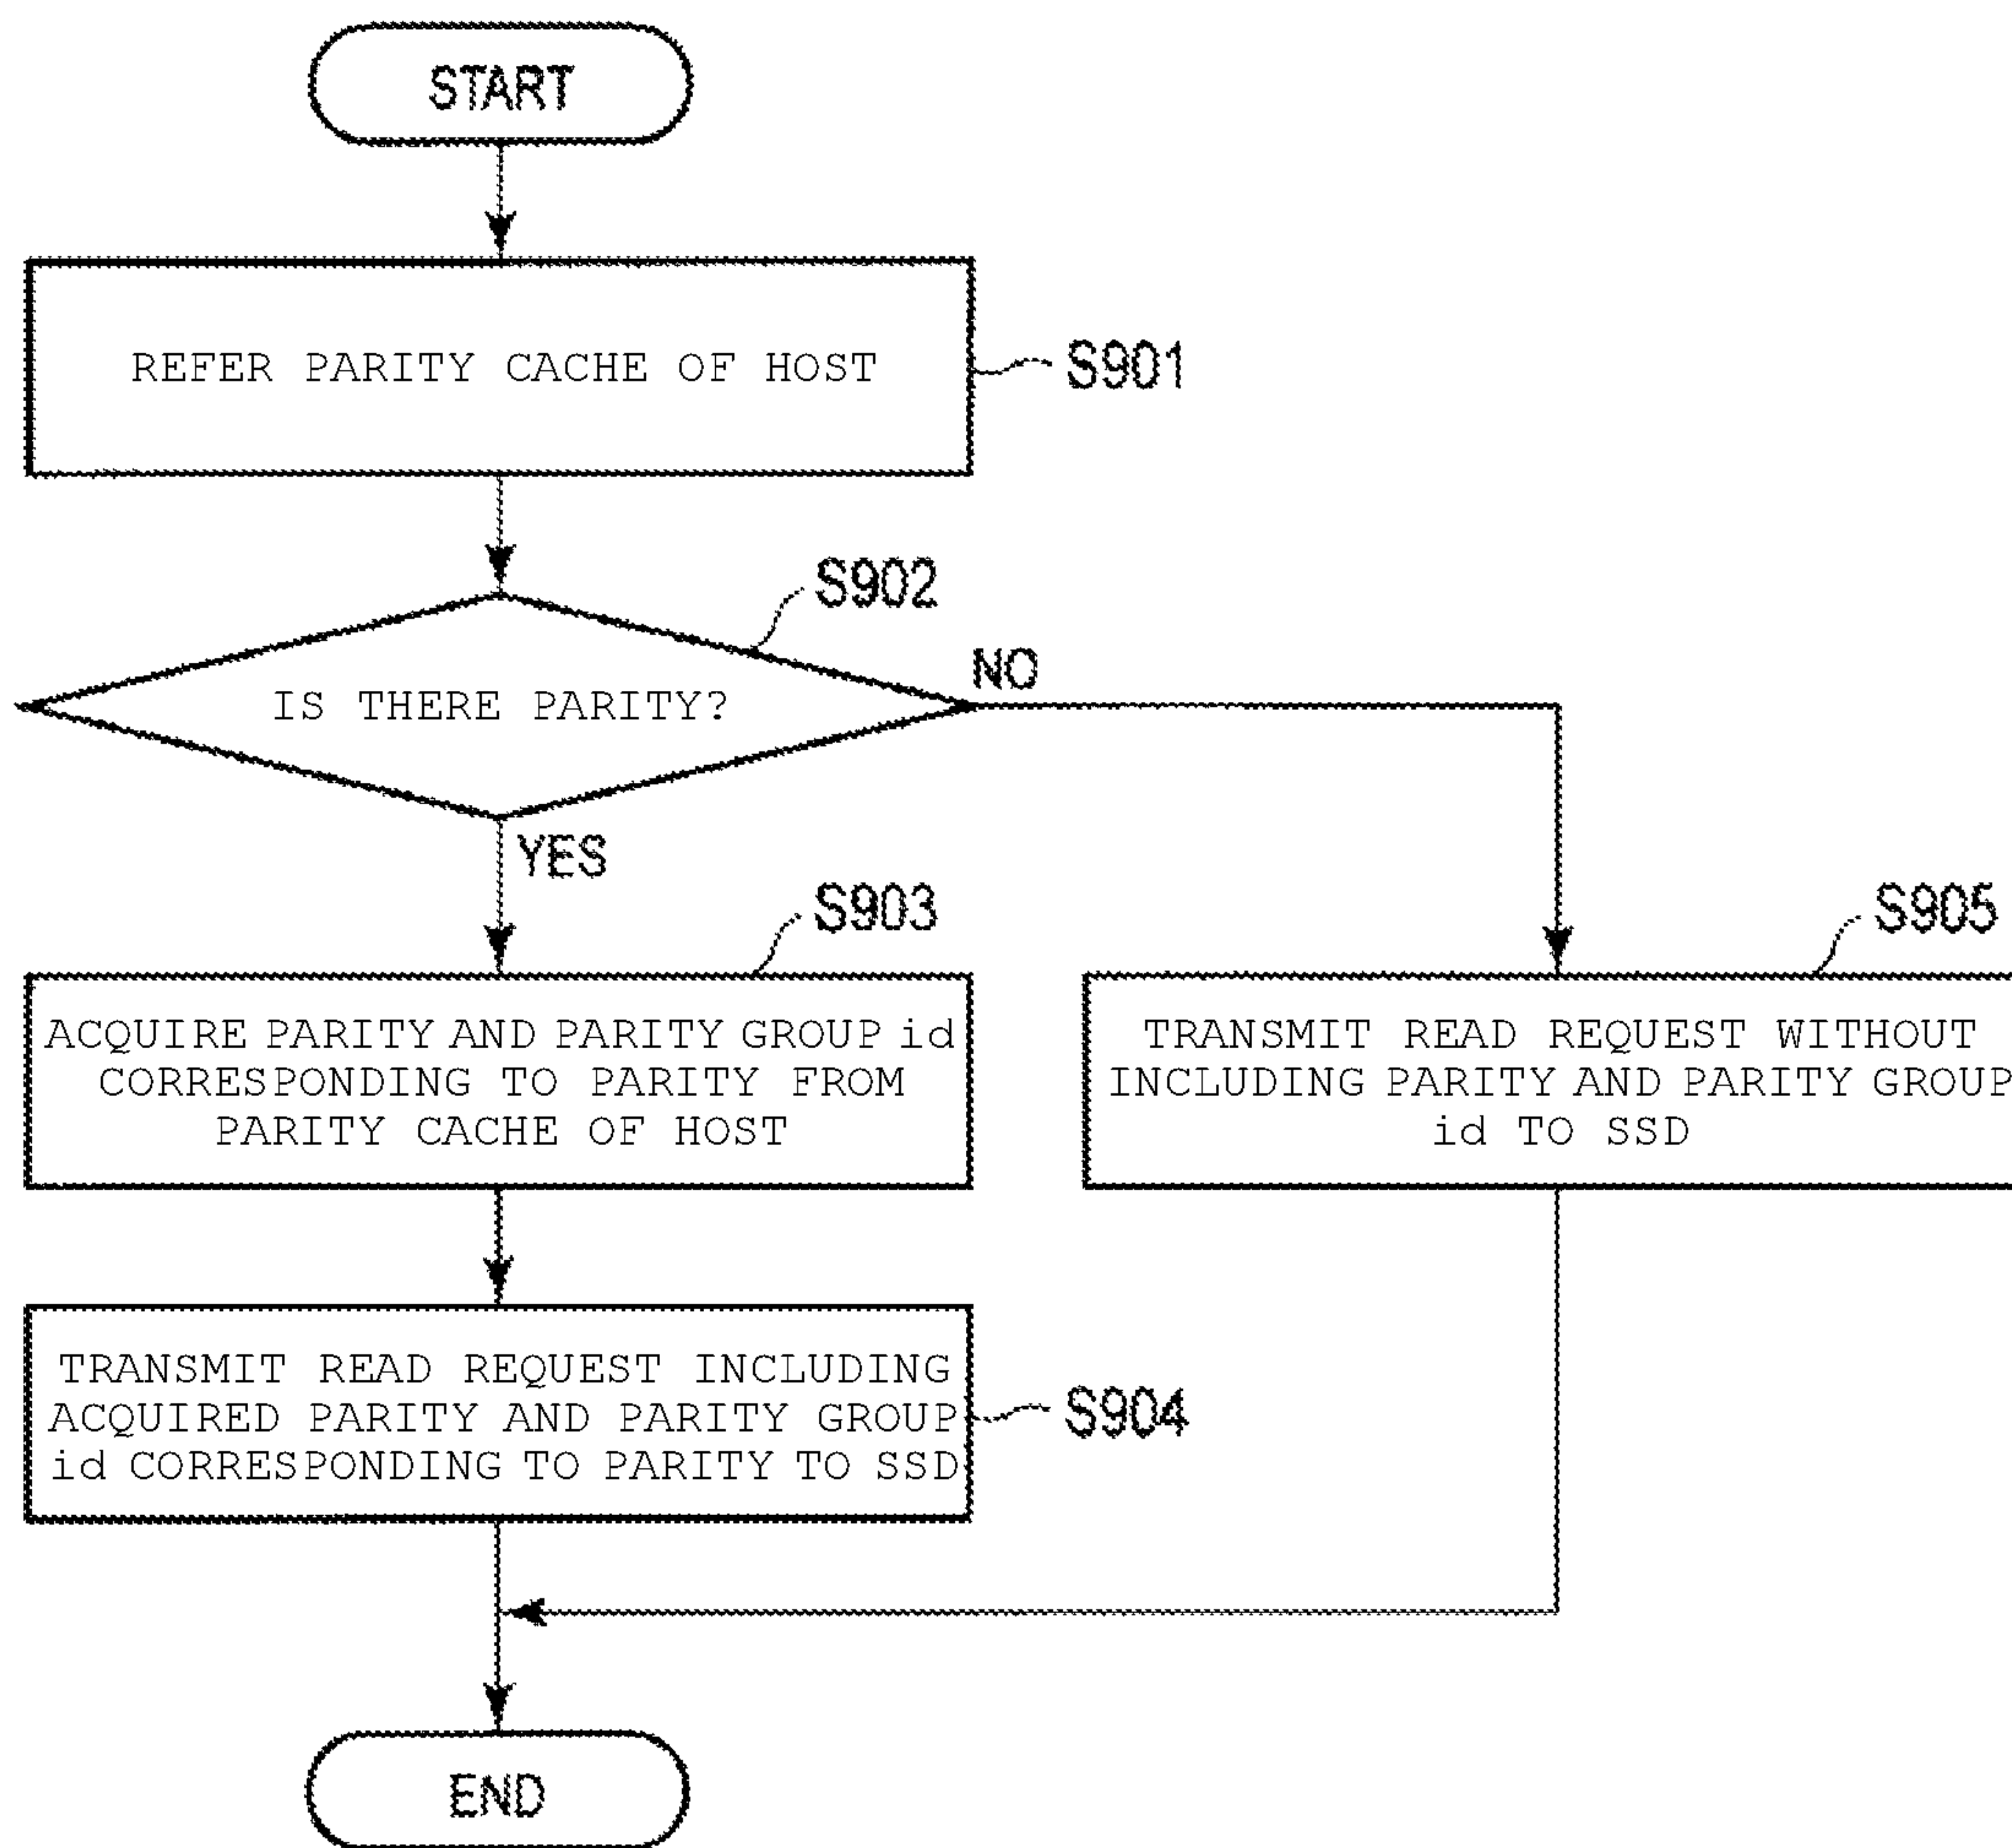 START
REFER PARITY CACHE OF HOST
S901
S902
IS THERE PARITY?
NO
YES
S903
ACQUIRE PARITY AND PARITY GROUP id
CORRESPONDING TO PARITY FROM
PARITY CACHE OF HOST
S905
TRANSMIT READ REQUEST WITHOUT
INCLUDING PARITY AND PARITY GROUP
id TO SSD
TRANSMIT READ REQUEST INCLUDING
ACQUIRED PARITY AND PARITY GROUP
id CORRESPONDING TO PARITY TO SSD
S904
END